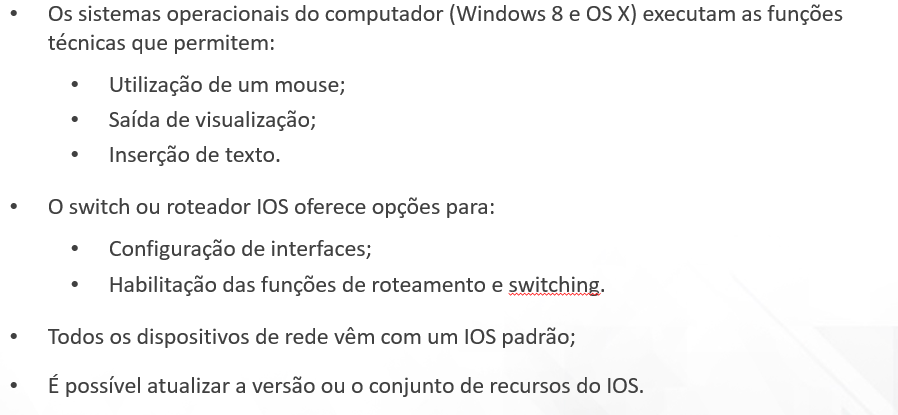 • Os sistemas operacionais do computador (Windows 8 e OS X) executam as funções
técnicas que permitem:
• Utilização de um mouse;
• Saída de visualização;
• Inserção de texto.
• O switch ou roteador IOS oferece opções para:
• Configuração de interfaces;
• Habilitação das funções de roteamento e switching.
• Todos os dispositivos de rede vêm com um IOS padrão;
• É possível atualizar a versão ou o conjunto de recursos do IOS.